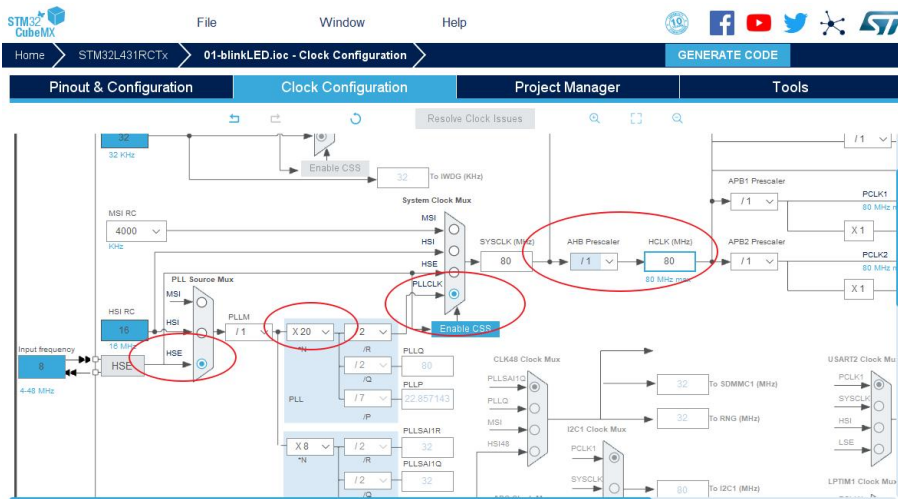 STM32
CubeMX
File
Window
Help
10
Home
STM32L431RCTx
01-blinkLED.ioc - Clock Configuration
GENERATE CODE
Pinout & Configuration
Clock Configuration
Project Manager
Tools
Resolve Clock Issues
32
32 KHz
Enable CSS
32
To IWDG (KHz)
/ 1
APB1 Prescaler
/ 1
PCLK1
80 MHz m
X 1
System Clock Mux
MSI RC
4000
KHz
MSI
HSI
HSE
PLLCLK
SYSCLK (MHz)
80
AHB Prescaler
/ 1
HCLK (MHz)
80
80 MHz max
APB2 Prescaler
/ 1
PCLK2
80 MHz m
X 1
Enable CSS
PLL Source Mux
MSI
HSI
HSE
HSI RC
16
16 MHz
Input frequency
8
4-48 MHz
HSE
PLLM
/ 1
X 20
*N
/ 2
/R
PLLQ
/ 2
80
/Q
PLLP
PLL
/ 7
22.857143
/P
PLLSAI1R
X 8
/ 2
32
*N
/R
PLLSAI1Q
/ 2
32
/Q
CLK48 Clock Mux
PLLSAI1Q
PLLQ
MSI
HSI48
32
To SDMMC1 (MHz)
32
To RNG (MHz)
I2C1 Clock Mux
PCLK1
SYSCLK
80
To I2C1 (MHz)
USART2 Clock Mu
PCLK1
SYSCLK
HSI
LSE
LPTIM1 Clock Mux